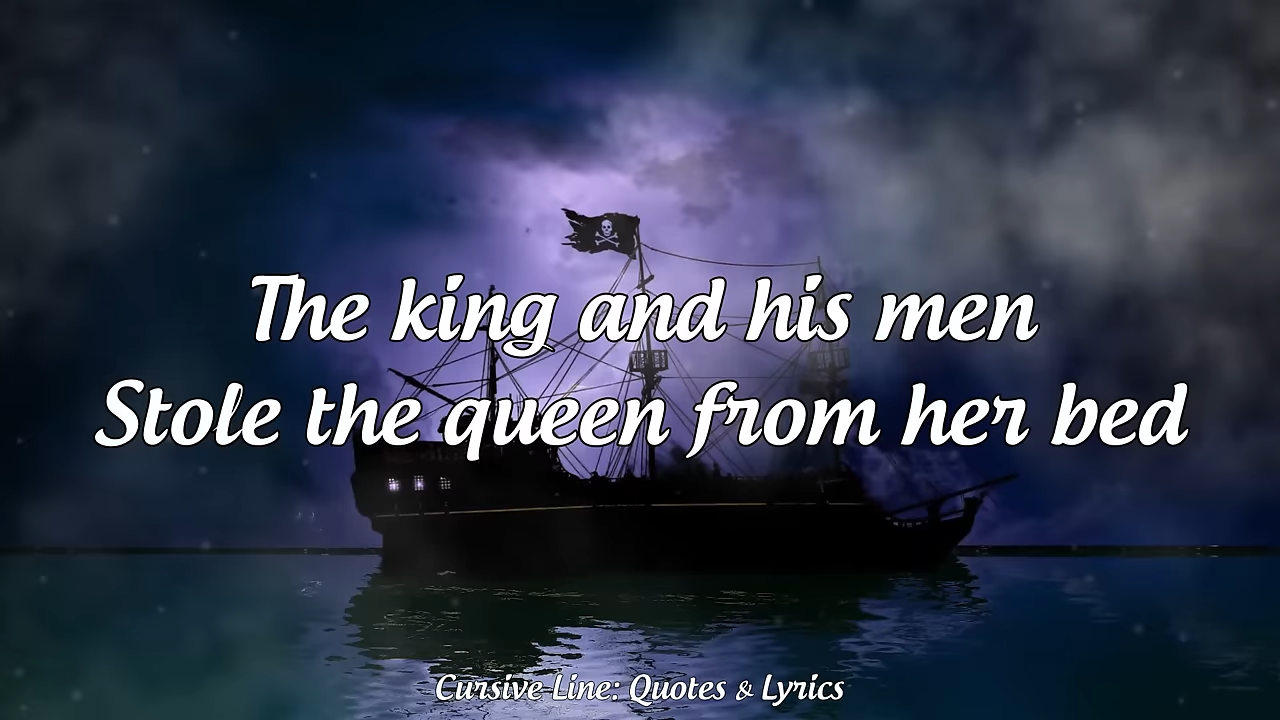 The king and his men
Stole the queen from her bed
Cursive Line: Quotes & Lyrics